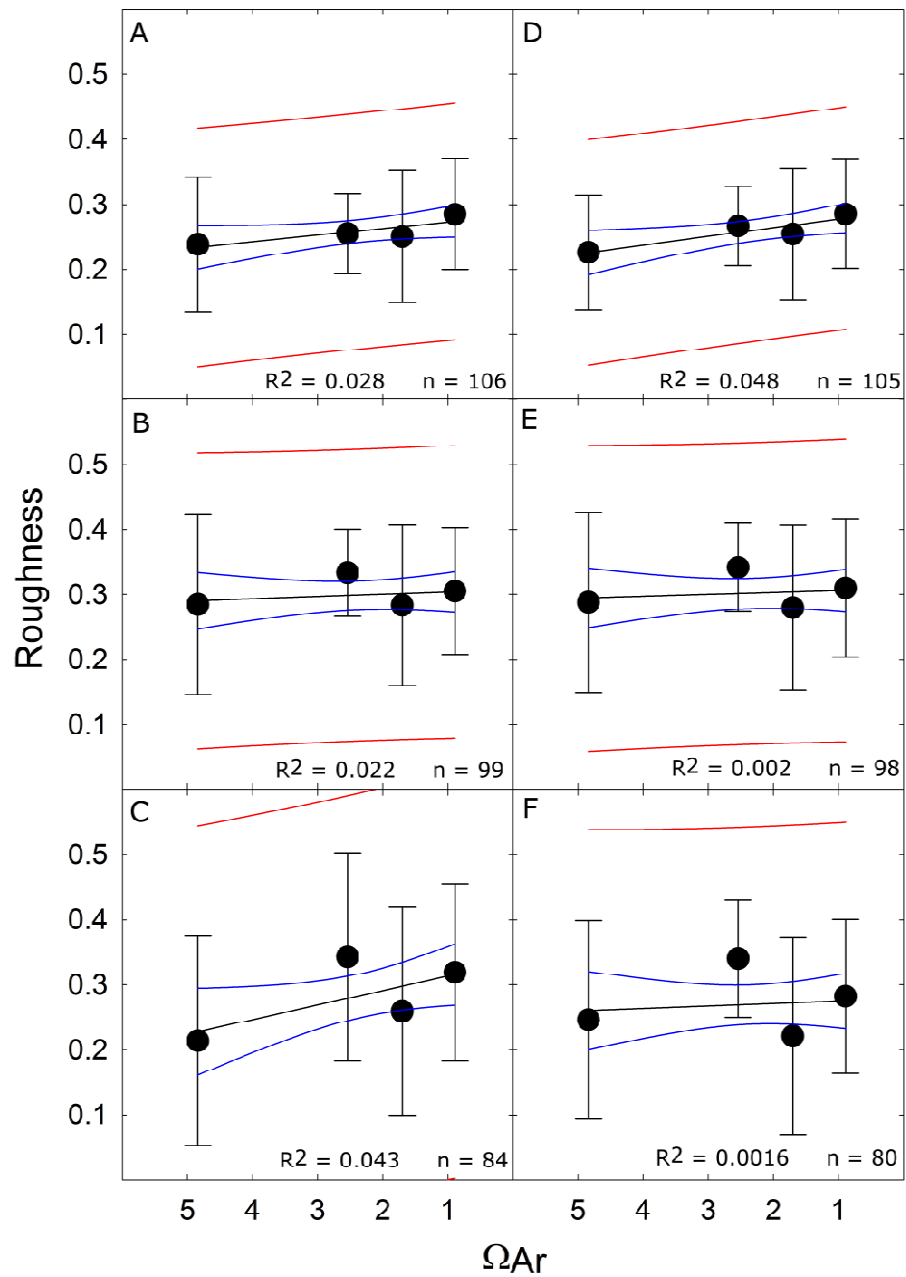 A
D
0.5
0.4
0.3
0.2
0.1
R2 = 0.028 n = 106
R2 = 0.048 n = 105
B
E
0.5
0.4
0.3
0.2
0.1
R2 = 0.022 n = 99
R2 = 0.002 n = 98
C
F
0.5
0.4
0.3
0.2
0.1
R2 = 0.043 n = 84
R2 = 0.0016 n = 80
Roughness
5 4 3 2 1
5 4 3 2 1
ΩAr